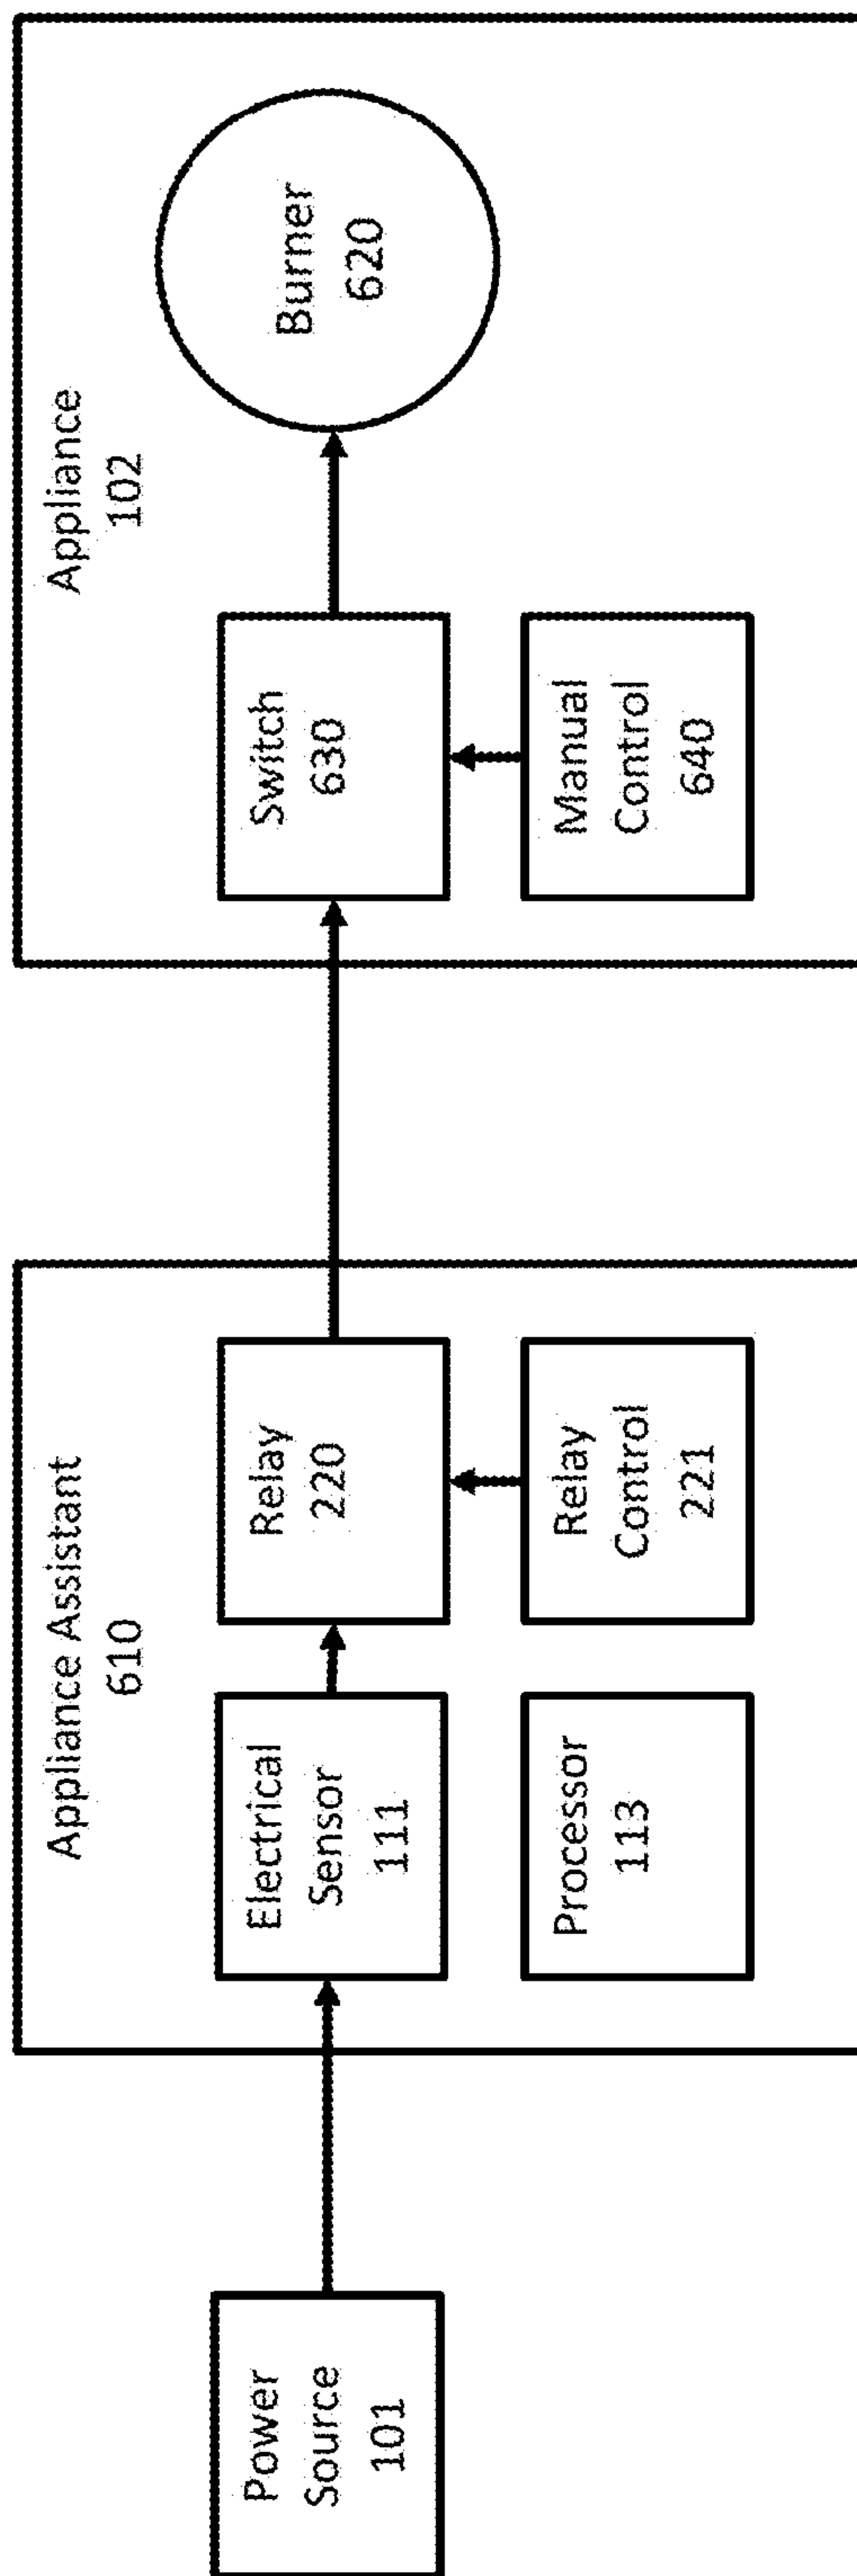 Power
Source
101
Appliance Assistant
610
Electrical
Sensor
111
Relay
220
Processor
113
Relay
Control
221
Appliance
102
Switch
630
Burner
620
Manual
Control
640